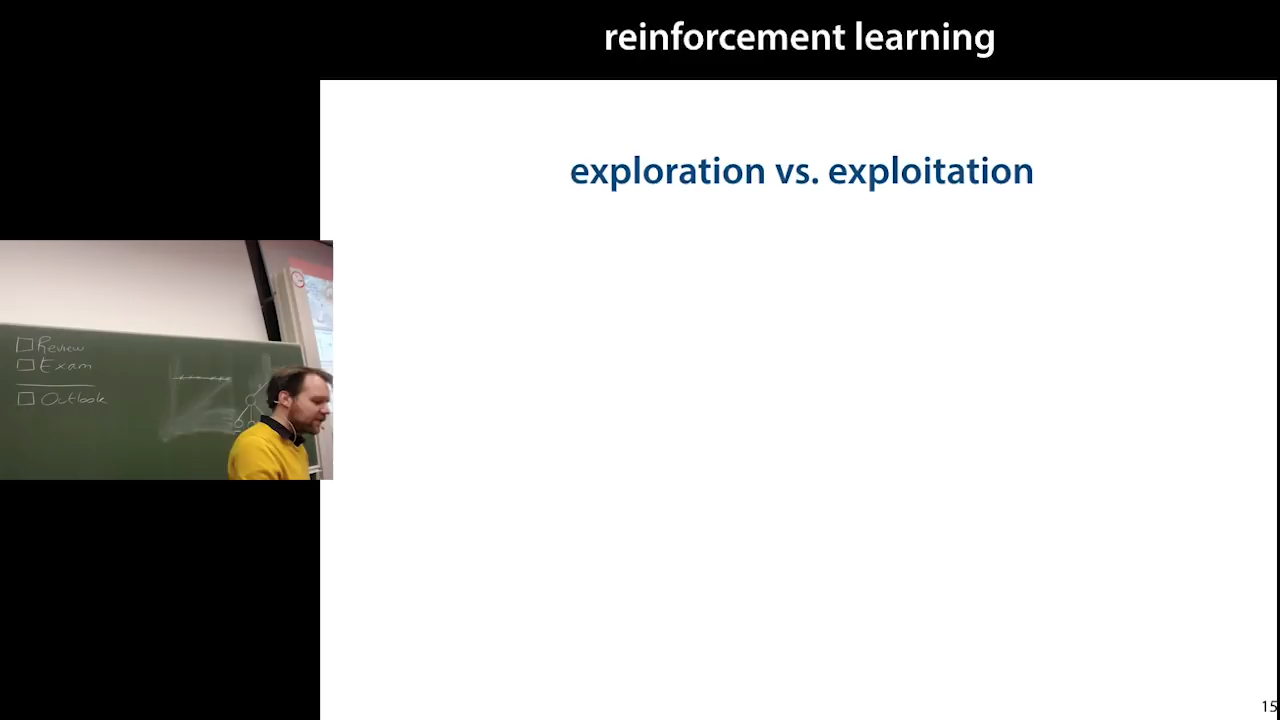 reinforcement learning
exploration vs. exploitation
Review
Exam
Outlook
15